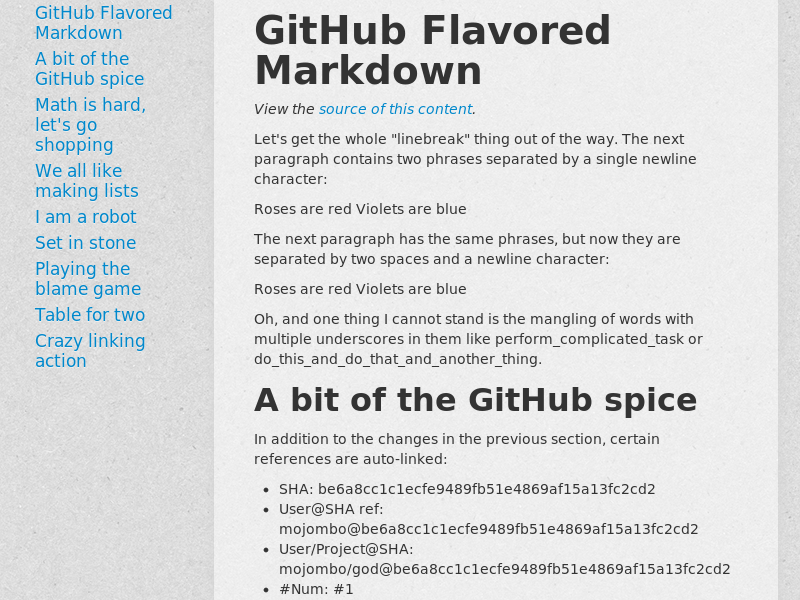 GitHub Flavored
Markdown
A bit of the
GitHub spice
Math is hard,
let's go
shopping
We all like
making lists
I am a robot
Set in stone
Playing the
blame game
Table for two
Crazy linking
action
GitHub Flavored
Markdown
View the source of this content.
Let's get the whole "linebreak" thing out of the way. The next
paragraph contains two phrases separated by a single newline
character:
Roses are red Violets are blue
The next paragraph has the same phrases, but now they are
separated by two spaces and a newline character:
Roses are red Violets are blue
Oh, and one thing I cannot stand is the mangling of words with
multiple underscores in them like perform_complicated_task or
do_this_and_do_that_and_another_thing.
A bit of the GitHub spice
In addition to the changes in the previous section, certain
references are auto-linked:
• SHA: be6a8cc1c1ecfe9489fb51e4869af15a13fc2cd2
• User@SHA ref:
mojombo@be6a8cc1c1ecfe9489fb51e4869af15a13fc2cd2
• User/Project@SHA:
mojombo/god@be6a8cc1c1ecfe9489fb51e4869af15a13fc2cd2
• #Num: #1